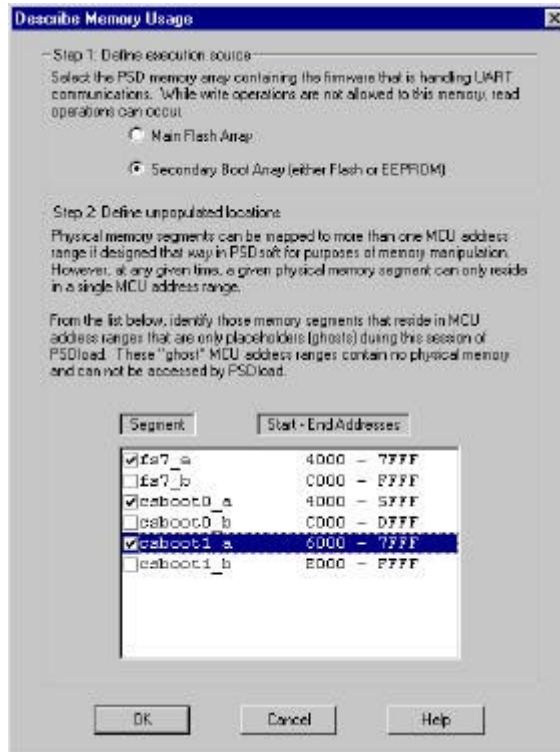 Describe Memory Usage
Step 1: Define execution source
Select the PSD memory array containing the firmware that is handling UART
communications. While write operations are not allowed to this memory, read
operations can occur.
Main Flash Array
Secondary Boot Array (either Flash or EEPROM)
Step 2: Define unpopulated locations
Physical memory segments can be mapped to more than one MCU address
range if designed that way in PSDsoft for purposes of memory manipulation.
However, at any given time, a given physical memory segment can only reside
in a single MCU address range.
From the list below, identify those memory segments that reside in MCU
address ranges that are only placeholders (ghosts) during this session of
PSDload. These "ghost" MCU address ranges contain no physical memory
and can not be accessed by PSDload.
Segment Start - End Addresses
fs7_a 4000 - 7FFF
fs7_b C000 - FFFF
csboot0_a 4000 - 5FFF
csboot0_b C000 - DFFF
csboot1_a 6000 - 7FFF
csboot1_b E000 - FFFF
OK Cancel Help